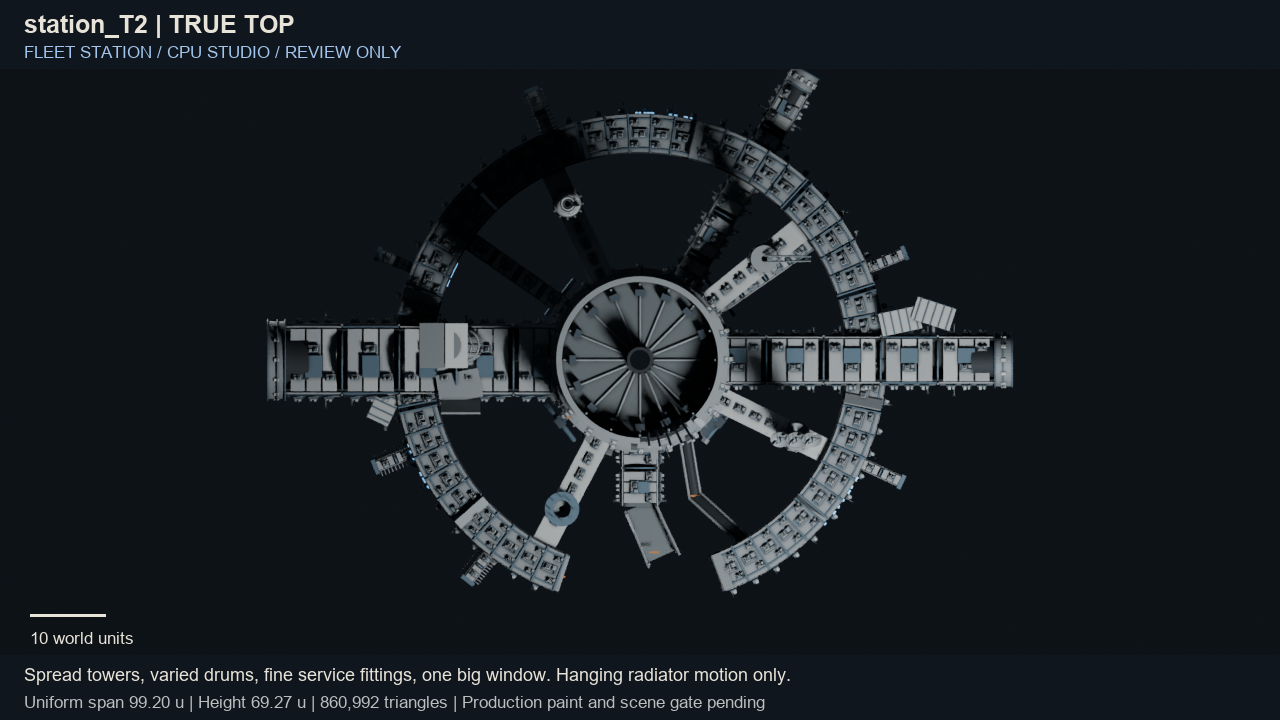 station_T2 | TRUE TOP
FLEET STATION / CPU STUDIO / REVIEW ONLY
10 world units
Spread towers, varied drums, fine service fittings, one big window. Hanging radiator motion only.
Uniform span 99.20 u | Height 69.27 u | 860,992 triangles | Production paint and scene gate pending